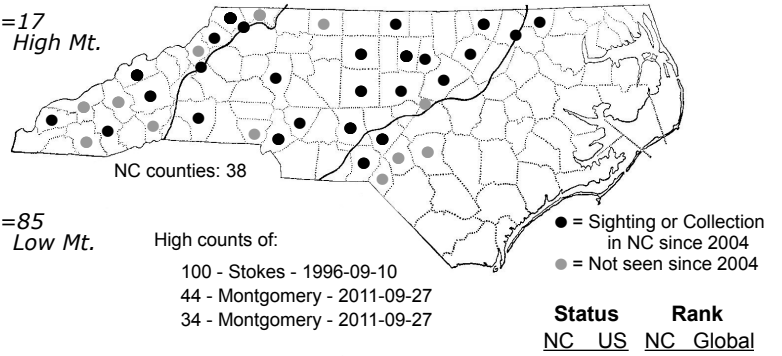 =17
High Mt.
NC counties: 38
=85
Low Mt.
High counts of:
100 - Stokes - 1996-09-10
44 - Montgomery - 2011-09-27
34 - Montgomery - 2011-09-27
● = Sighting or Collection
in NC since 2004
● = Not seen since 2004
Status Rank
NC US NC Global